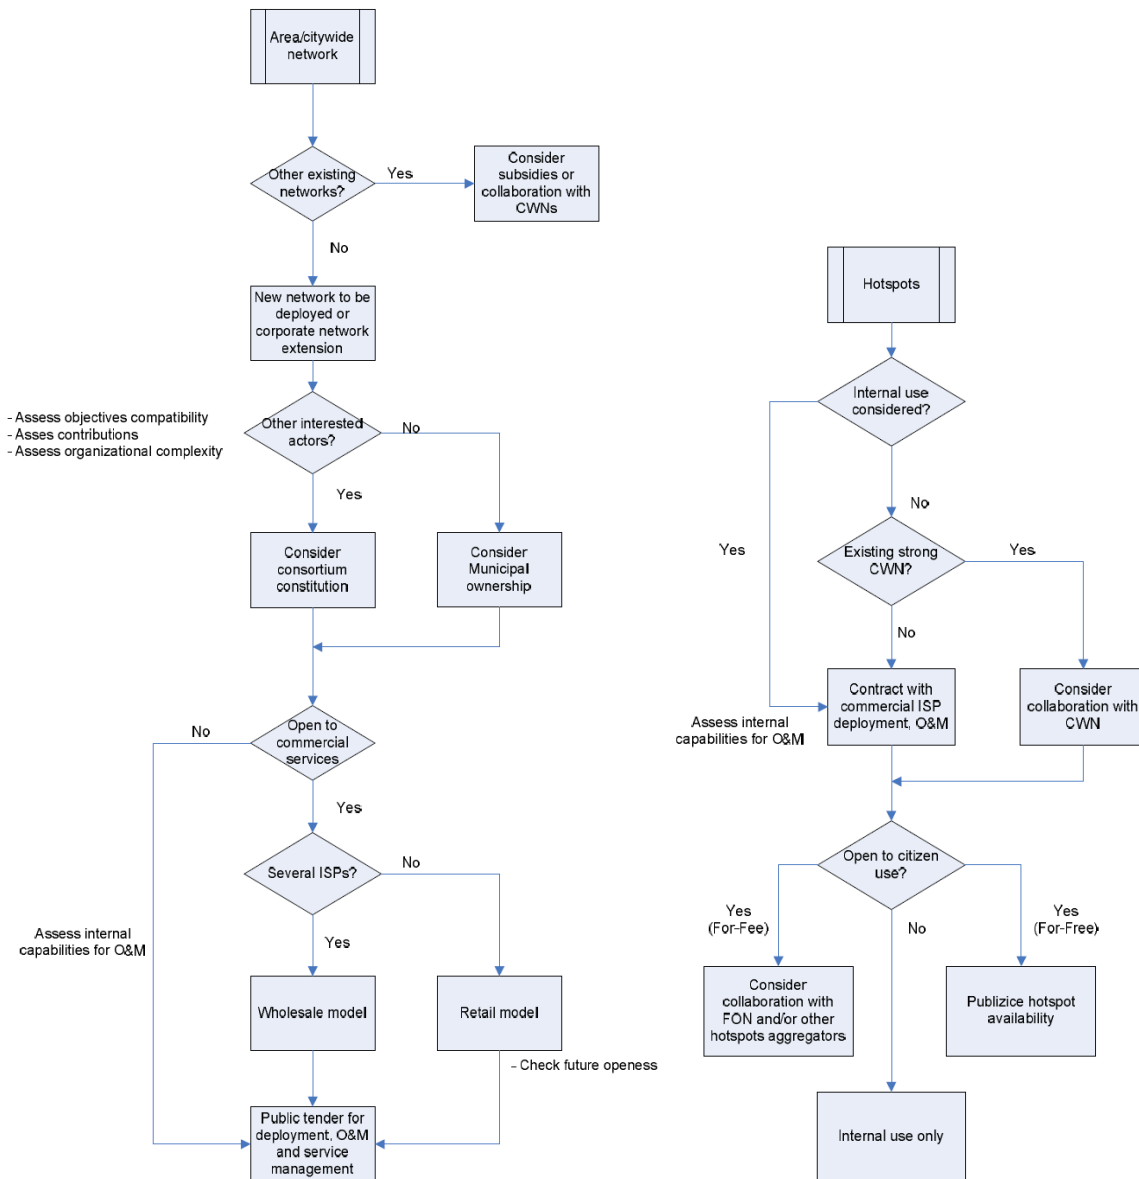 Area/citywide
network
Other existing
networks?
Yes
Consider
subsidies or
collaboration with
CWNs
No
New network to be
deployed or
corporate network
extension
- Assess objectives compatibility
- Asses contributions
- Assess organizational complexity
Other interested
actors?
No
Yes
Consider
consortium
constitution
Consider
Municipal
ownership
Open to
commercial
services
No
Yes
Several ISPs?
No
Assess internal
capabilities for O&M
Yes
Wholesale model
Retail model
- Check future openess
Public tender for
deployment, O&M
and service
management
Hotspots
Internal use
considered?
No
Yes
Existing strong
CWN?
Yes
No
Assess internal
capabilities for O&M
Contract with
commercial ISP
deployment, O&M
Consider
collaboration with
CWN
Open to citizen
use?
Yes
(For-Fee)
No
Yes
(For-Free)
Consider
collaboration with
FON and/or other
hotspots aggregators
Publizice hotspot
availability
Internal use only